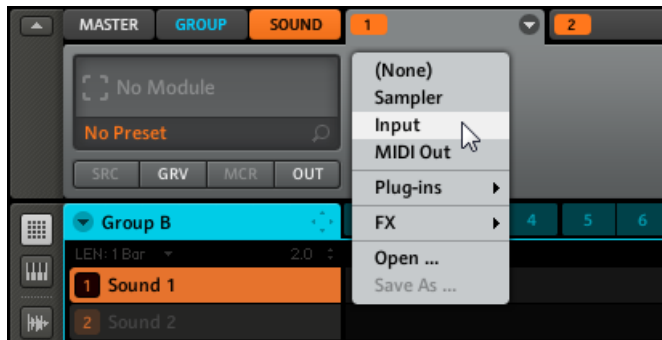 MASTER GROUP SOUND 1 2
No Module
No Preset
SRC GRV MCR OUT
(None)
Sampler
Input
MIDI Out
Plug-ins
FX
Open ...
Save As ...
Group B 4 5 6
LEN: 1 Bar 2.0
1 Sound 1
2 Sound 2